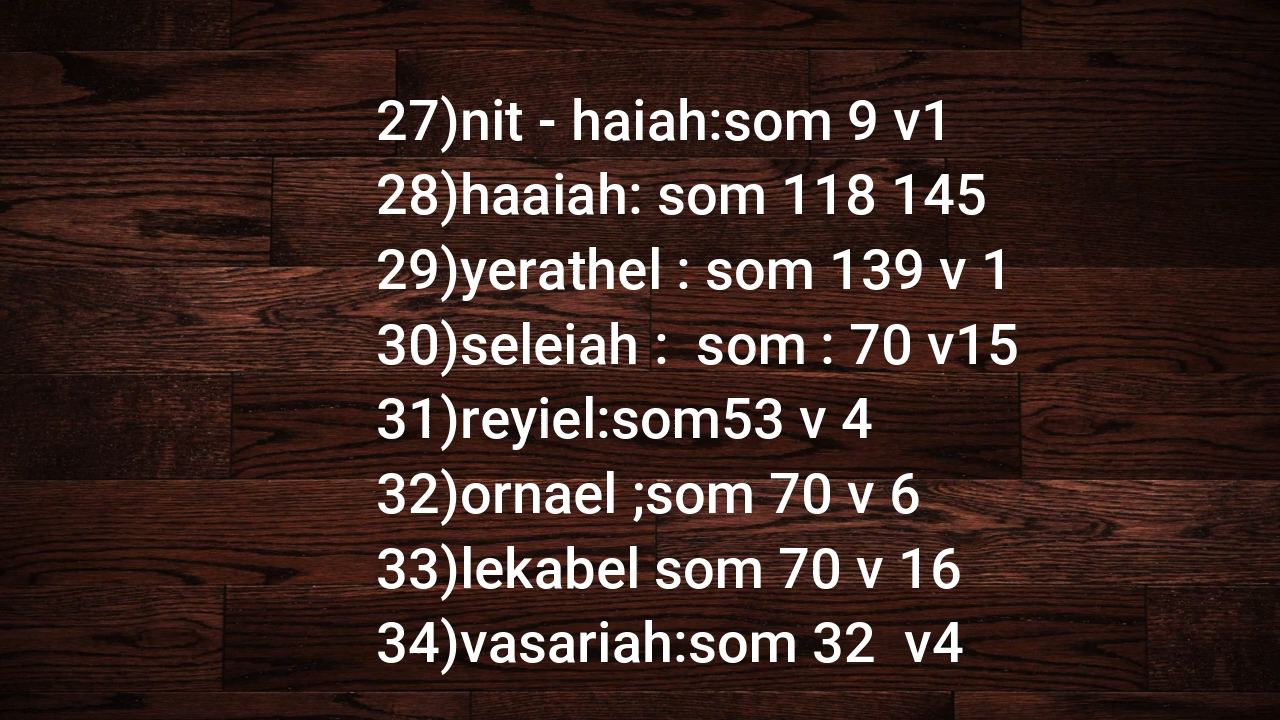 27)nit - haiah:som 9 v1
28)haaiah: som 118 145
29)yerathel : som 139 v 1
30)seleiah :  som : 70 v15
31)reyiel:som53 v 4
32)ornael ;som 70 v 6
33)lekabel som 70 v 16
34)vasariah:som 32  v4